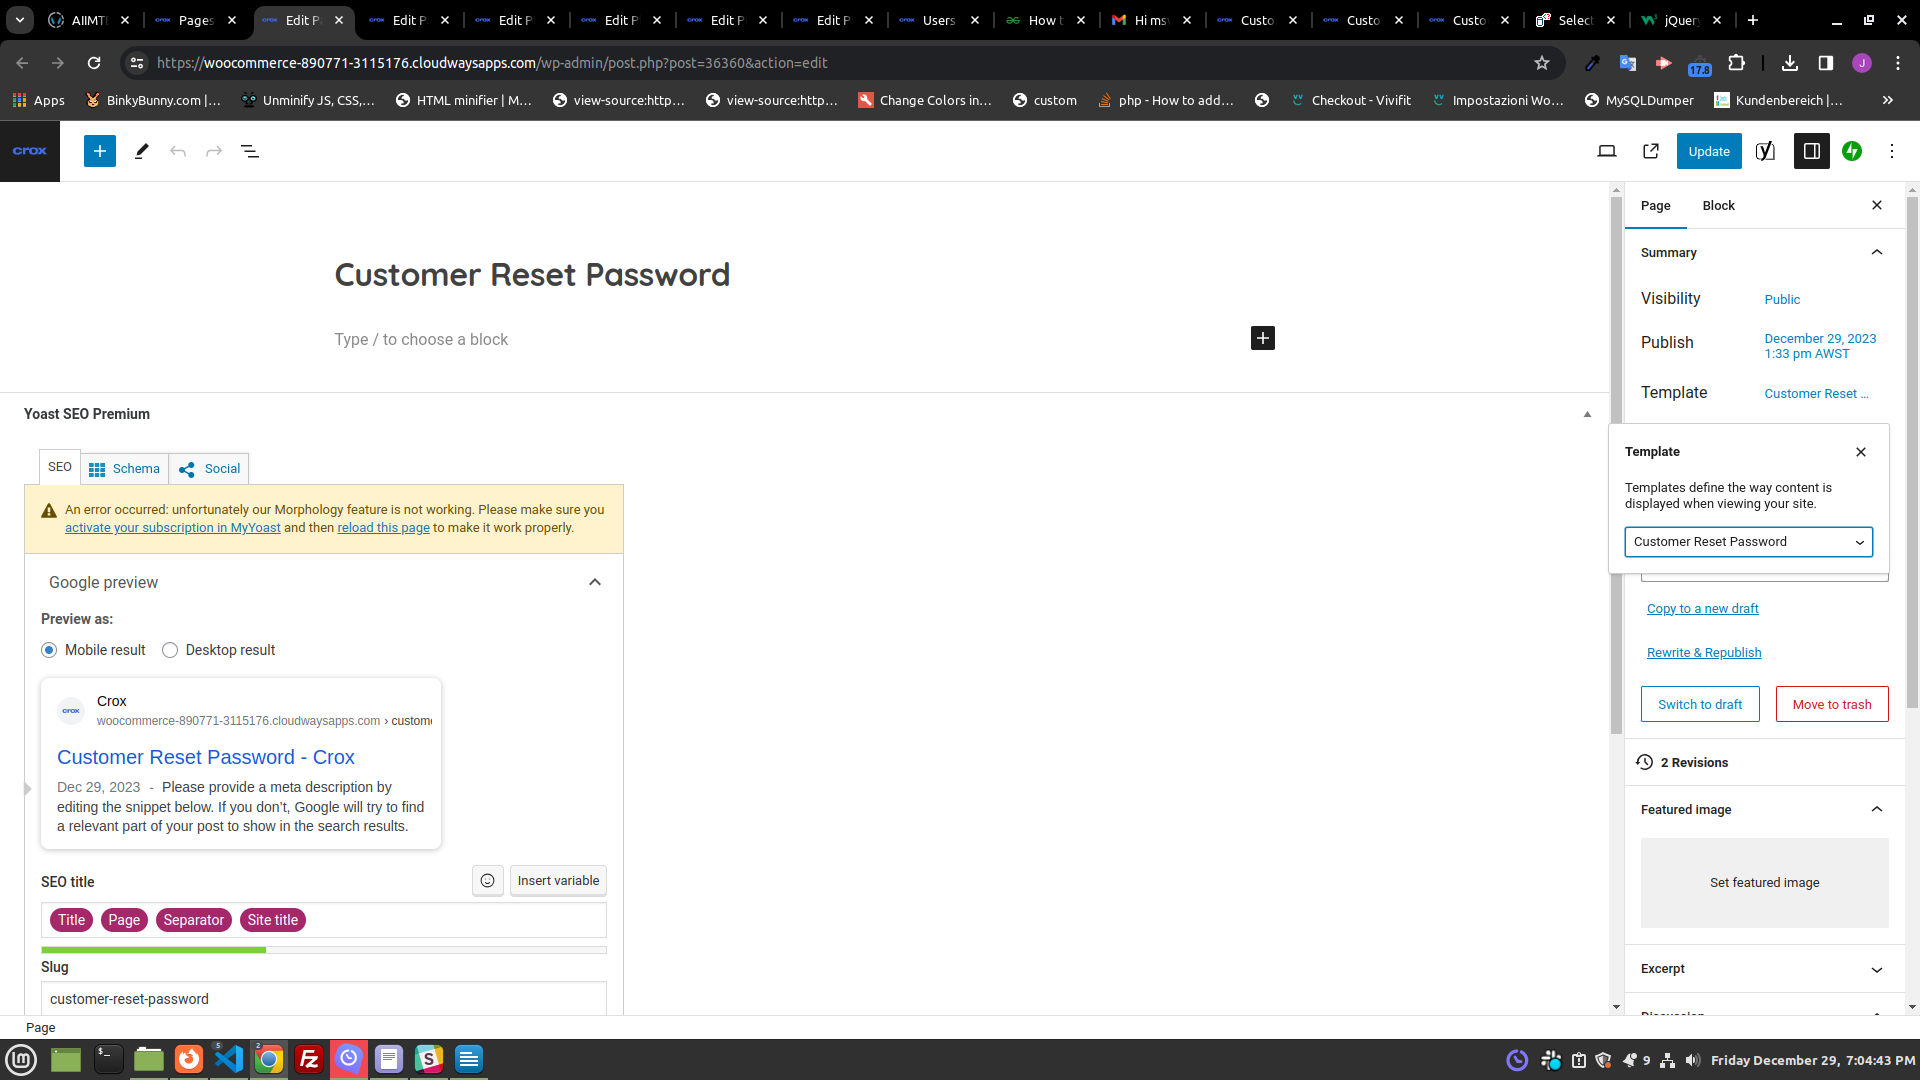 AIIMTE
Pages
Edit P
Edit P
Edit P
Edit P
Edit P
Edit P
Users
How t
Hi msv
Custo
Custo
Custo
Select
jQuery
https://woocommerce-890771-3115176.cloudwaysapps.com/wp-admin/post.php?post=36360&action=edit
17.8
J
Apps
BinkyBunny.com |...
Unminify JS, CSS,...
HTML minifier | M...
view-source:http...
view-source:http...
Change Colors in...
custom
php - How to add...
Checkout - Vivifit
Impostazioni Wo...
MySQLDumper
Kundenbereich |...
crox
Update
Page
Block
Summary
Customer Reset Password
Visibility
Public
Type / to choose a block
Publish
December 29, 2023
1:33 pm AWST
Template
Customer Reset ...
Yoast SEO Premium
Template
Templates define the way content is
displayed when viewing your site.
Customer Reset Password
SEO
Schema
Social
An error occurred: unfortunately our Morphology feature is not working. Please make sure you
activate your subscription in MyYoast and then reload this page to make it work properly.
Google preview
Copy to a new draft
Preview as:
Mobile result
Desktop result
Rewrite & Republish
Switch to draft
Move to trash
crox
Crox
woocommerce-890771-3115176.cloudwaysapps.com › custome
Customer Reset Password - Crox
Dec 29, 2023 - Please provide a meta description by
editing the snippet below. If you don’t, Google will try to find
a relevant part of your post to show in the search results.
2 Revisions
Featured image
Set featured image
SEO title
Insert variable
Title
Page
Separator
Site title
Slug
customer-reset-password
Excerpt
Discussion
Page
5
2
9
Friday December 29, 7:04:43 PM